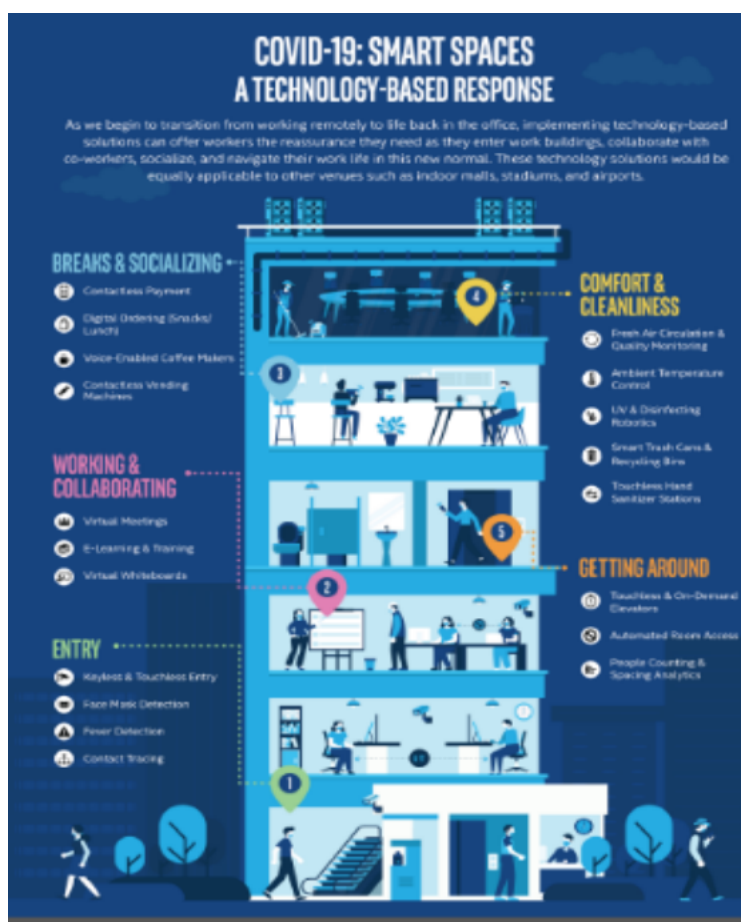 COVID-19: SMART SPACES
A TECHNOLOGY-BASED RESPONSE
As we begin to transition from working remotely to life back in the office, implementing technology-based
solutions can offer workers the reassurance they need as they enter work buildings, collaborate with
co-workers, socialize, and navigate their work life in this new normal. These technology solutions would be
equally applicable to other venues such as indoor malls, stadiums, and airports.
BREAKS & SOCIALIZING
Contactless Payment
Digital Ordering (Snacks/
Lunch)
Voice-Enabled Coffee Makers
Contactless Vending
Machines
3
4
COMFORT &
CLEANLINESS
Fresh Air Circulation &
Quality Monitoring
Ambient Temperature
Control
UV & Disinfecting
Robotics
Smart Trash Cans &
Recycling Bins
Touchless Hand
Sanitizer Stations
WORKING &
COLLABORATING
Virtual Meetings
E-Learning & Training
Virtual Whiteboards
2
5
GETTING AROUND
Touchless & On-Demand
Elevators
Automated Room Access
People Counting &
Spacing Analytics
ENTRY
Keyless & Touchless Entry
Face Mask Detection
Fever Detection
Contact Tracing
1